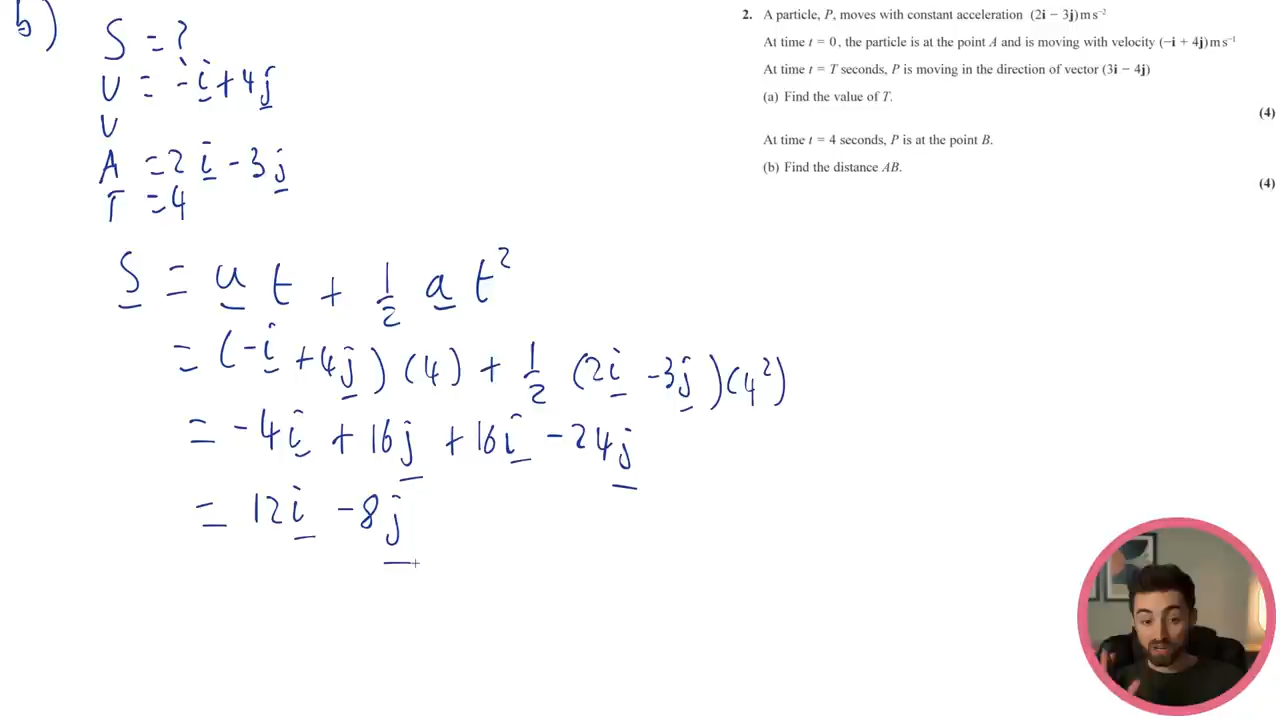 b)
S = ?
U = -i + 4j
V
A = 2i - 3j
T = 4
S = u t + 1/2 a t²
= (-i + 4j)(4) + 1/2 (2i - 3j)(4²)
= -4i + 16j + 16i - 24j
= 12i - 8j
2. A particle, P, moves with constant acceleration (2i − 3j) m s⁻²
At time t = 0, the particle is at the point A and is moving with velocity (−i + 4j) m s⁻¹
At time t = T seconds, P is moving in the direction of vector (3i − 4j)
(a) Find the value of T.
(4)
At time t = 4 seconds, P is at the point B.
(b) Find the distance AB.
(4)